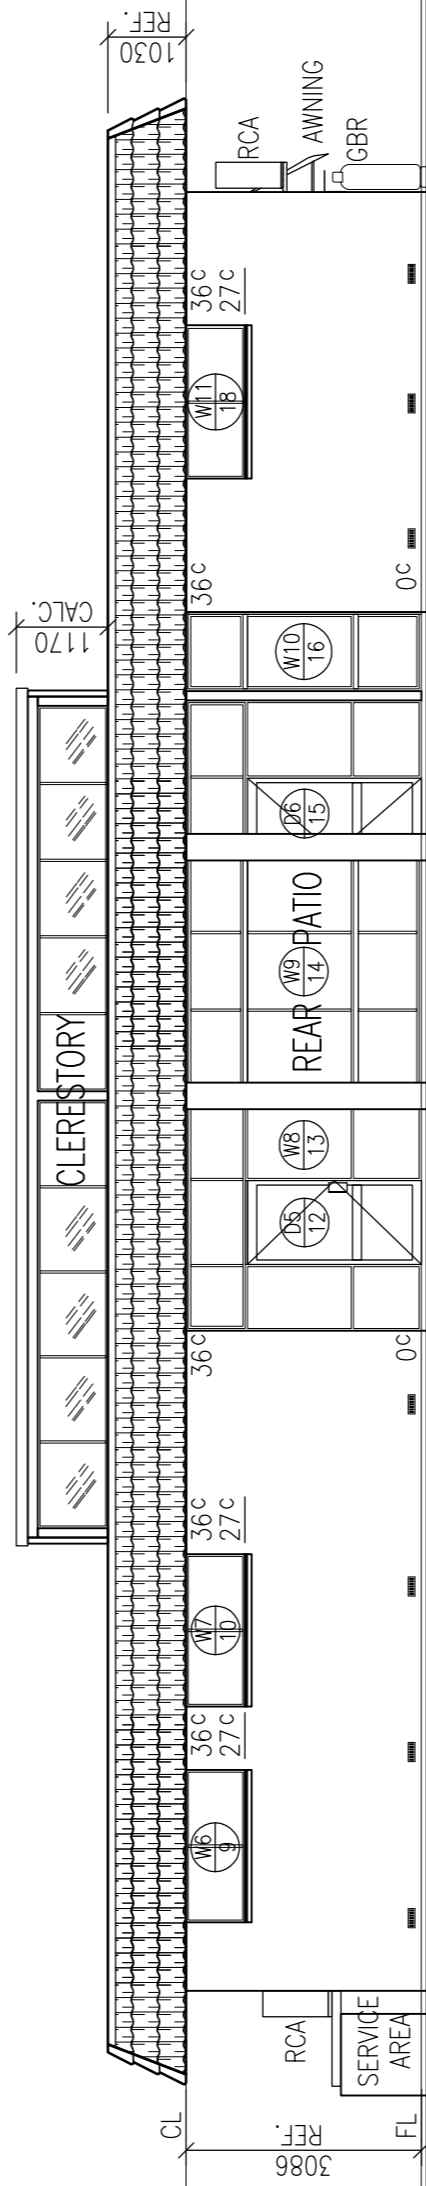 CLERESTORY
1170
CALC.
1030
REF.
CL
3086
REF.
FL
RCA
SERVICE
AREA
W6
9
36C
27C
W7
10
36C
27C
36C
0C
D5
12
W8
13
REAR PATIO
W9
14
D6
15
W10
16
36C
0C
W11
18
36C
27C
RCA
AWNING
GBR